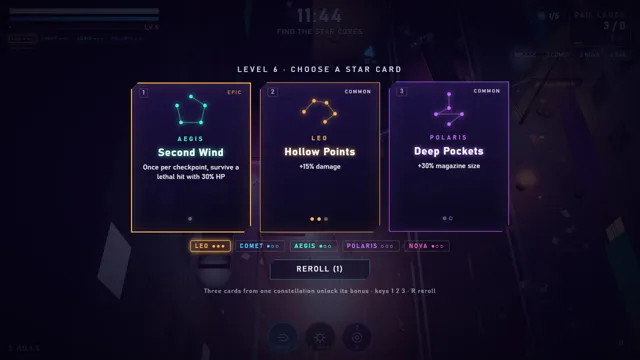 11:44
FIND THE STAR CORES
3/0
LEVEL 6 · CHOOSE A STAR CARD
1
EPIC
AEGIS
Second Wind
Once per checkpoint, survive a
lethal hit with 30% HP
2
COMMON
LEO
Hollow Points
+15% damage
3
COMMON
POLARIS
Deep Pockets
+30% magazine size
LEO
COMET
AEGIS
POLARIS
NOVA
REROLL (1)
Three cards from one constellation unlock its bonus · keys 1 2 3 · R reroll